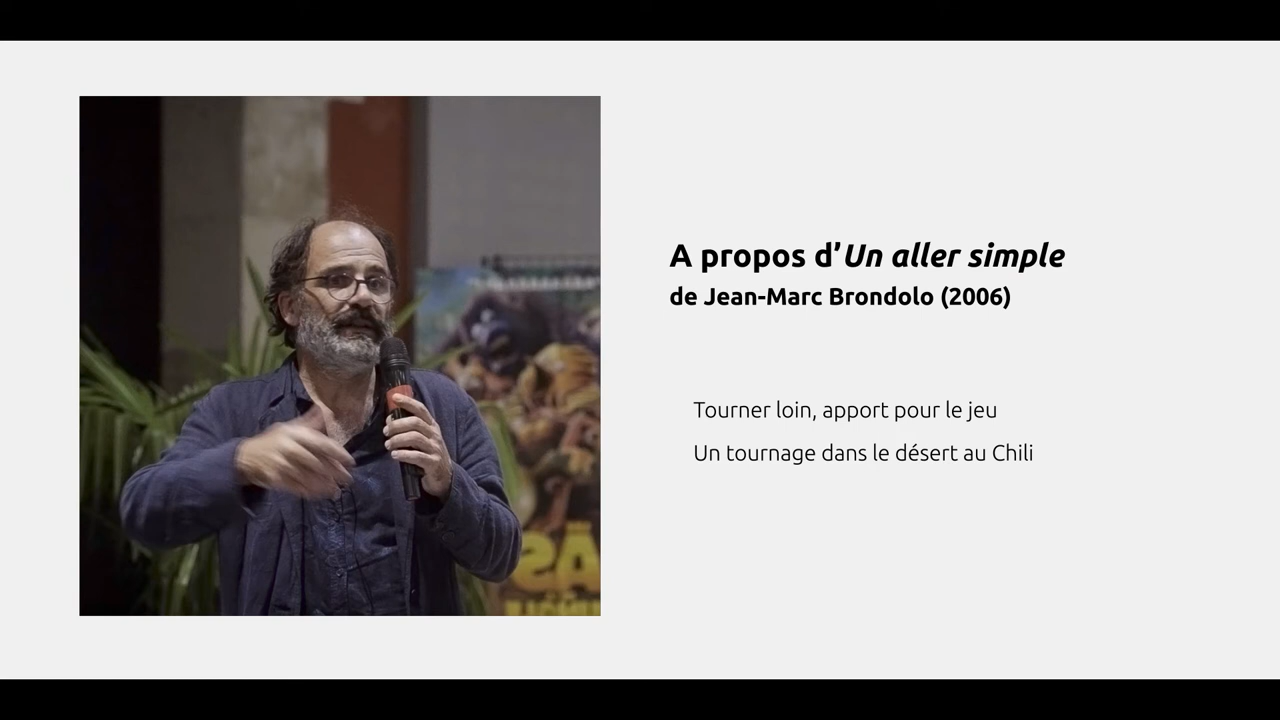 A propos d’Un aller simple
de Jean-Marc Brondolo (2006)
Tourner loin, apport pour le jeu
Un tournage dans le désert au Chili